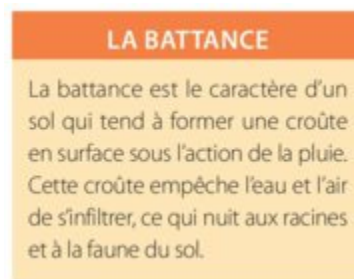 LA BATTANCE
La battance est le caractère d'un
sol qui tend à former une croûte
en surface sous l'action de la pluie.
Cette croûte empêche l'eau et l'air
de s'infiltrer, ce qui nuit aux racines
et à la faune du sol.